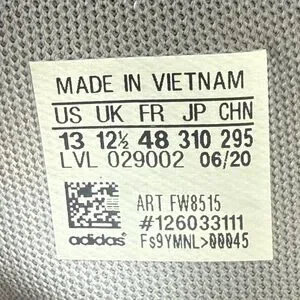 MADE IN VIETNAM
US UK FR JP CHN
13 12½ 48 310 295
LVL 029002 06/20
ART FW8515
#126033111
adidas Fs9YMNL>00045